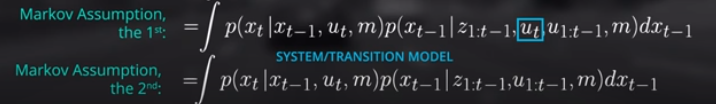 Markov Assumption, the 1st: = ∫ p(x_t|x_{t−1}, u_t, m)p(x_{t−1}|z_{1:t−1}, u_t, u_{1:t−1}, m)dx_{t−1}
SYSTEM/TRANSITION MODEL
Markov Assumption, the 2nd: = ∫ p(x_t|x_{t−1}, u_t, m)p(x_{t−1}|z_{1:t−1}, u_{1:t−1}, m)dx_{t−1}